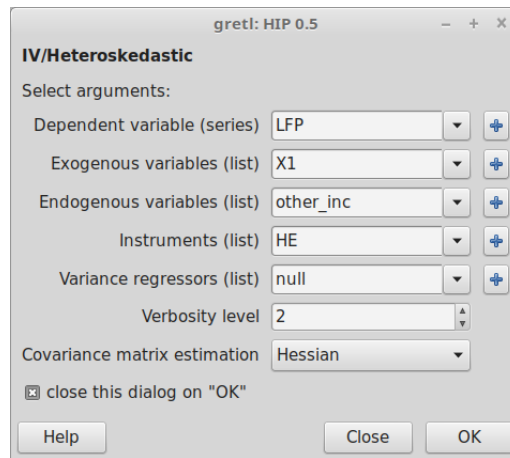 gretl: HIP 0.5
IV/Heteroskedastic
Select arguments:
Dependent variable (series) LFP
Exogenous variables (list) X1
Endogenous variables (list) other_inc
Instruments (list) HE
Variance regressors (list) null
Verbosity level 2
Covariance matrix estimation Hessian
close this dialog on "OK"
Help Close OK